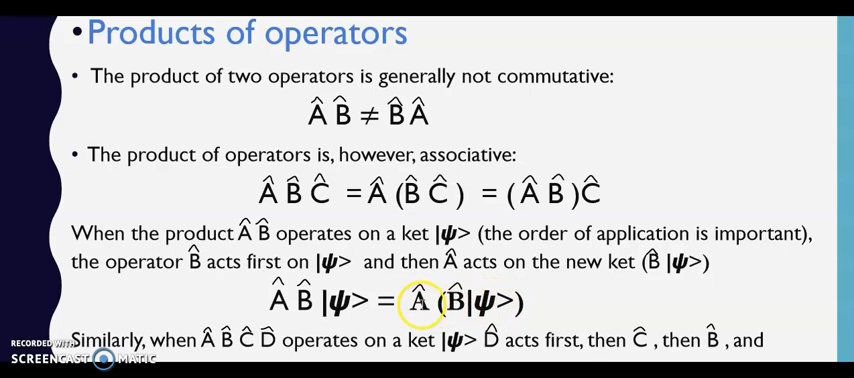 •Products of operators
• The product of two operators is generally not commutative:
Â B̂ ≠ B̂ Â
• The product of operators is, however, associative:
Â B̂ Ĉ = Â (B̂ Ĉ ) = ( Â B̂ )Ĉ
When the product Â B̂ operates on a ket |ψ> (the order of application is important),
the operator B̂ acts first on |ψ> and then Â acts on the new ket (B̂ |ψ>)
Â B̂ |ψ> = Â (B̂|ψ>)
Similarly, when Â B̂ Ĉ D̂ operates on a ket |ψ> D̂ acts first, then Ĉ , then B̂ , and
RECORDED WITH
SCREENCAST MATIC